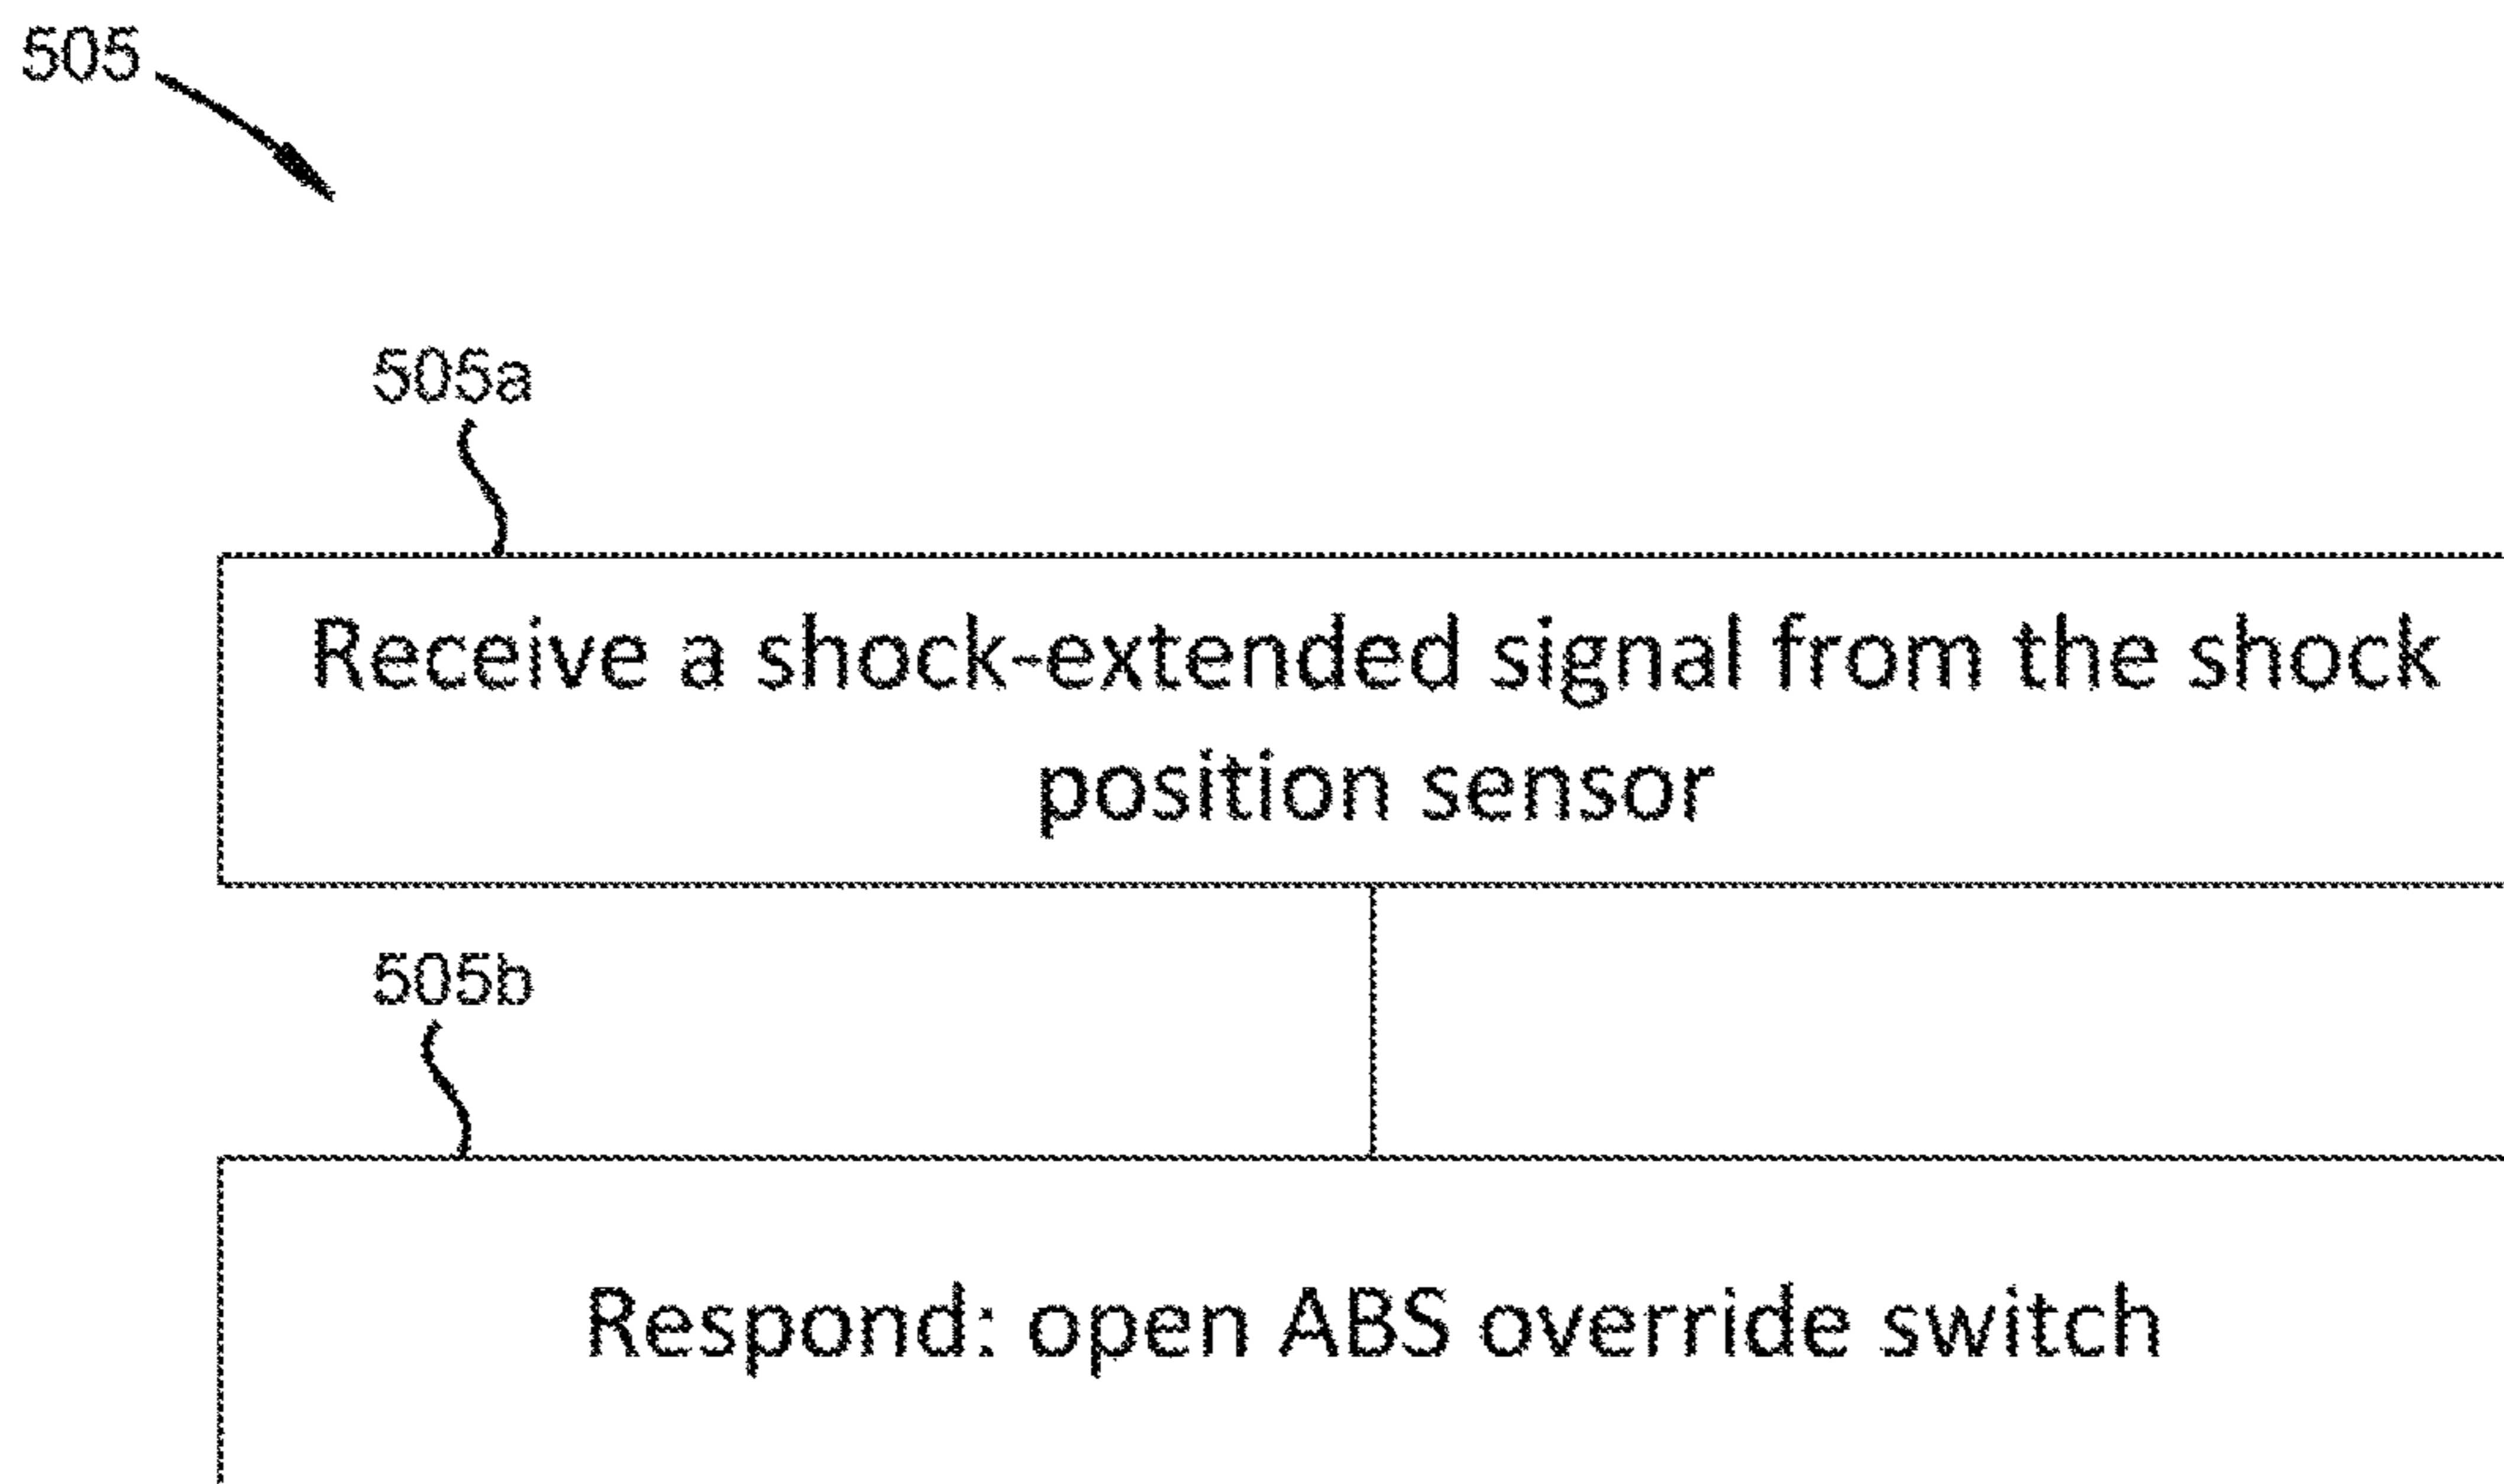 505
505a
Receive a shock-extended signal from the shock
position sensor
505b
Respond: open ABS override switch